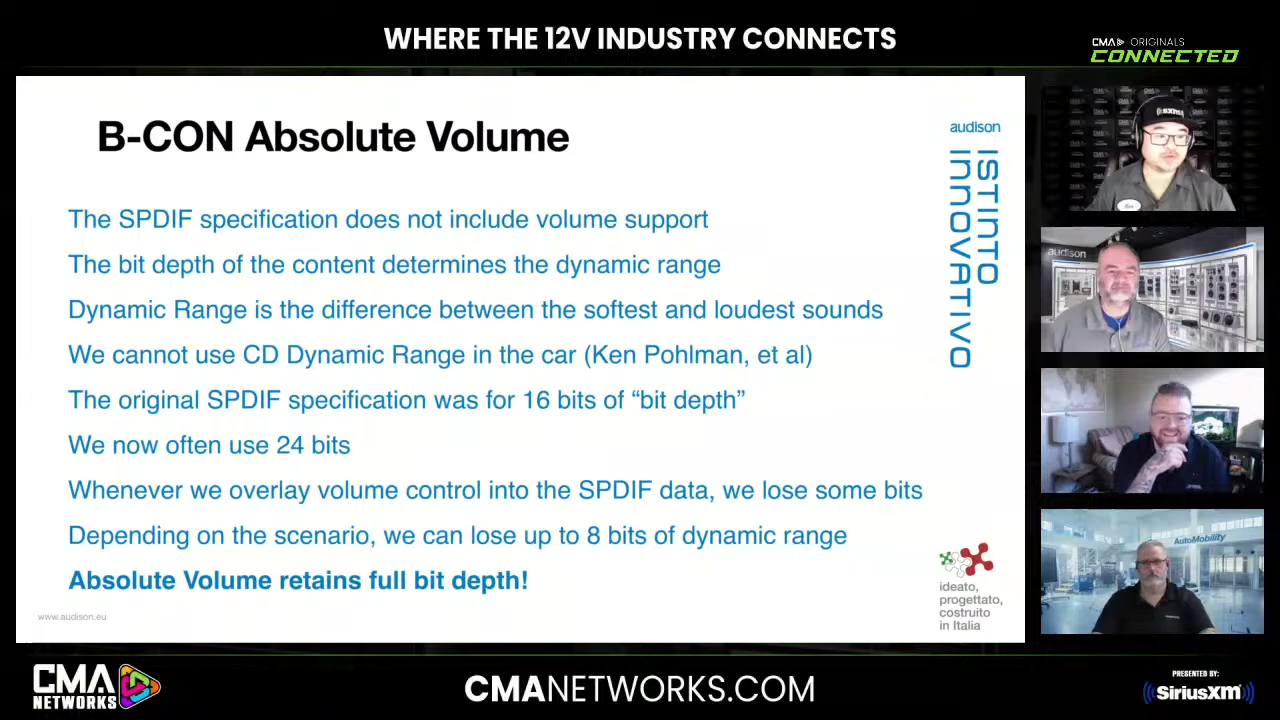 WHERE THE 12V INDUSTRY CONNECTS
CMA ORIGINALS
CONNECTED
B-CON Absolute Volume
The SPDIF specification does not include volume support
The bit depth of the content determines the dynamic range
Dynamic Range is the difference between the softest and loudest sounds
We cannot use CD Dynamic Range in the car (Ken Pohlman, et al)
The original SPDIF specification was for 16 bits of “bit depth”
We now often use 24 bits
Whenever we overlay volume control into the SPDIF data, we lose some bits
Depending on the scenario, we can lose up to 8 bits of dynamic range
Absolute Volume retains full bit depth!
www.audison.eu
audison
ISTINTO
INNOVATIVO
ideato,
progettato,
costruito
in Italia
sxm
audison
AutoMobility
CMA
NETWORKS
CMANETWORKS.COM
PRESENTED BY:
SiriusXM